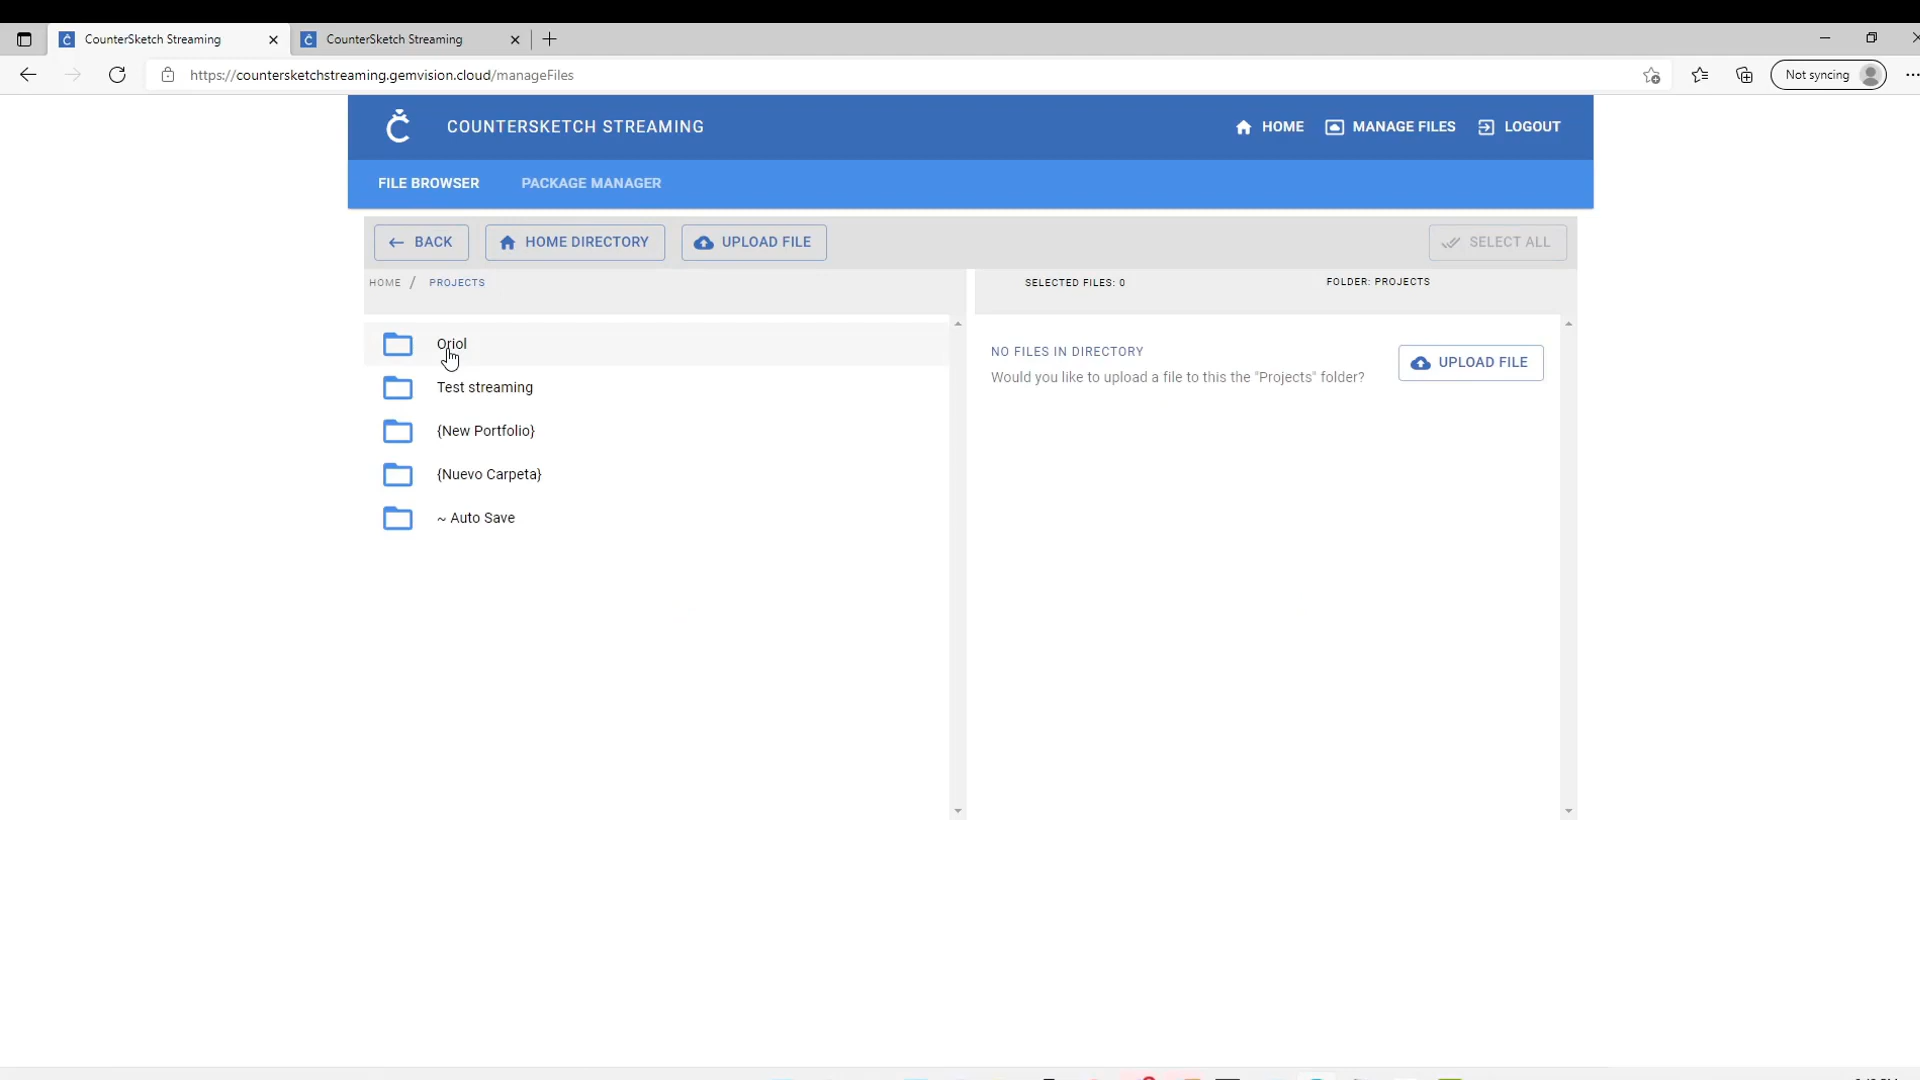 CounterSketch Streaming
CounterSketch Streaming
https://countersketchstreaming.gemvision.cloud/manageFiles
Not syncing
COUNTERSKETCH STREAMING
HOME
MANAGE FILES
LOGOUT
FILE BROWSER
PACKAGE MANAGER
BACK
HOME DIRECTORY
UPLOAD FILE
SELECT ALL
HOME / PROJECTS
SELECTED FILES: 0
FOLDER: PROJECTS
Oriol
Test streaming
{New Portfolio}
{Nuevo Carpeta}
~ Auto Save
NO FILES IN DIRECTORY
Would you like to upload a file to this the "Projects" folder?
UPLOAD FILE